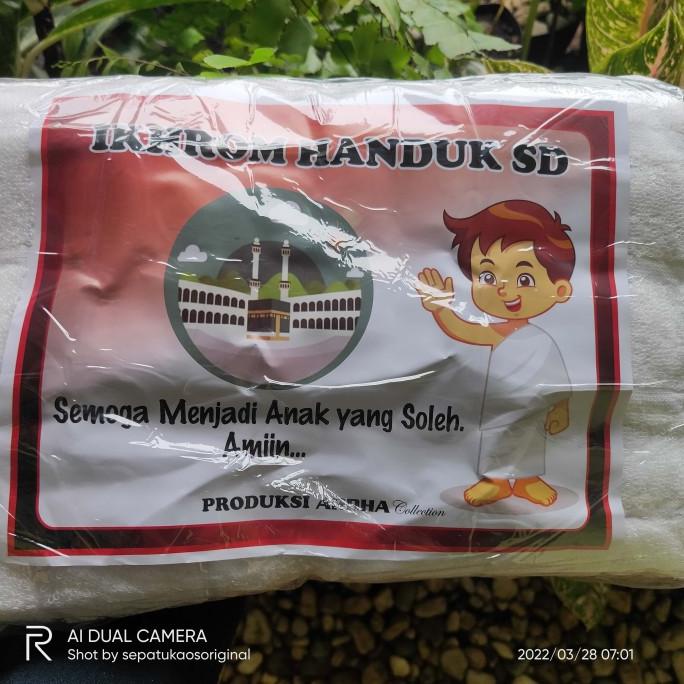 IKHROM HANDUK SD
Semoga Menjadi Anak yang Soleh.
Amiin...
PRODUKSI Collection
AI DUAL CAMERA
Shot by sepatukaosoriginal
2022/03/28 07:01